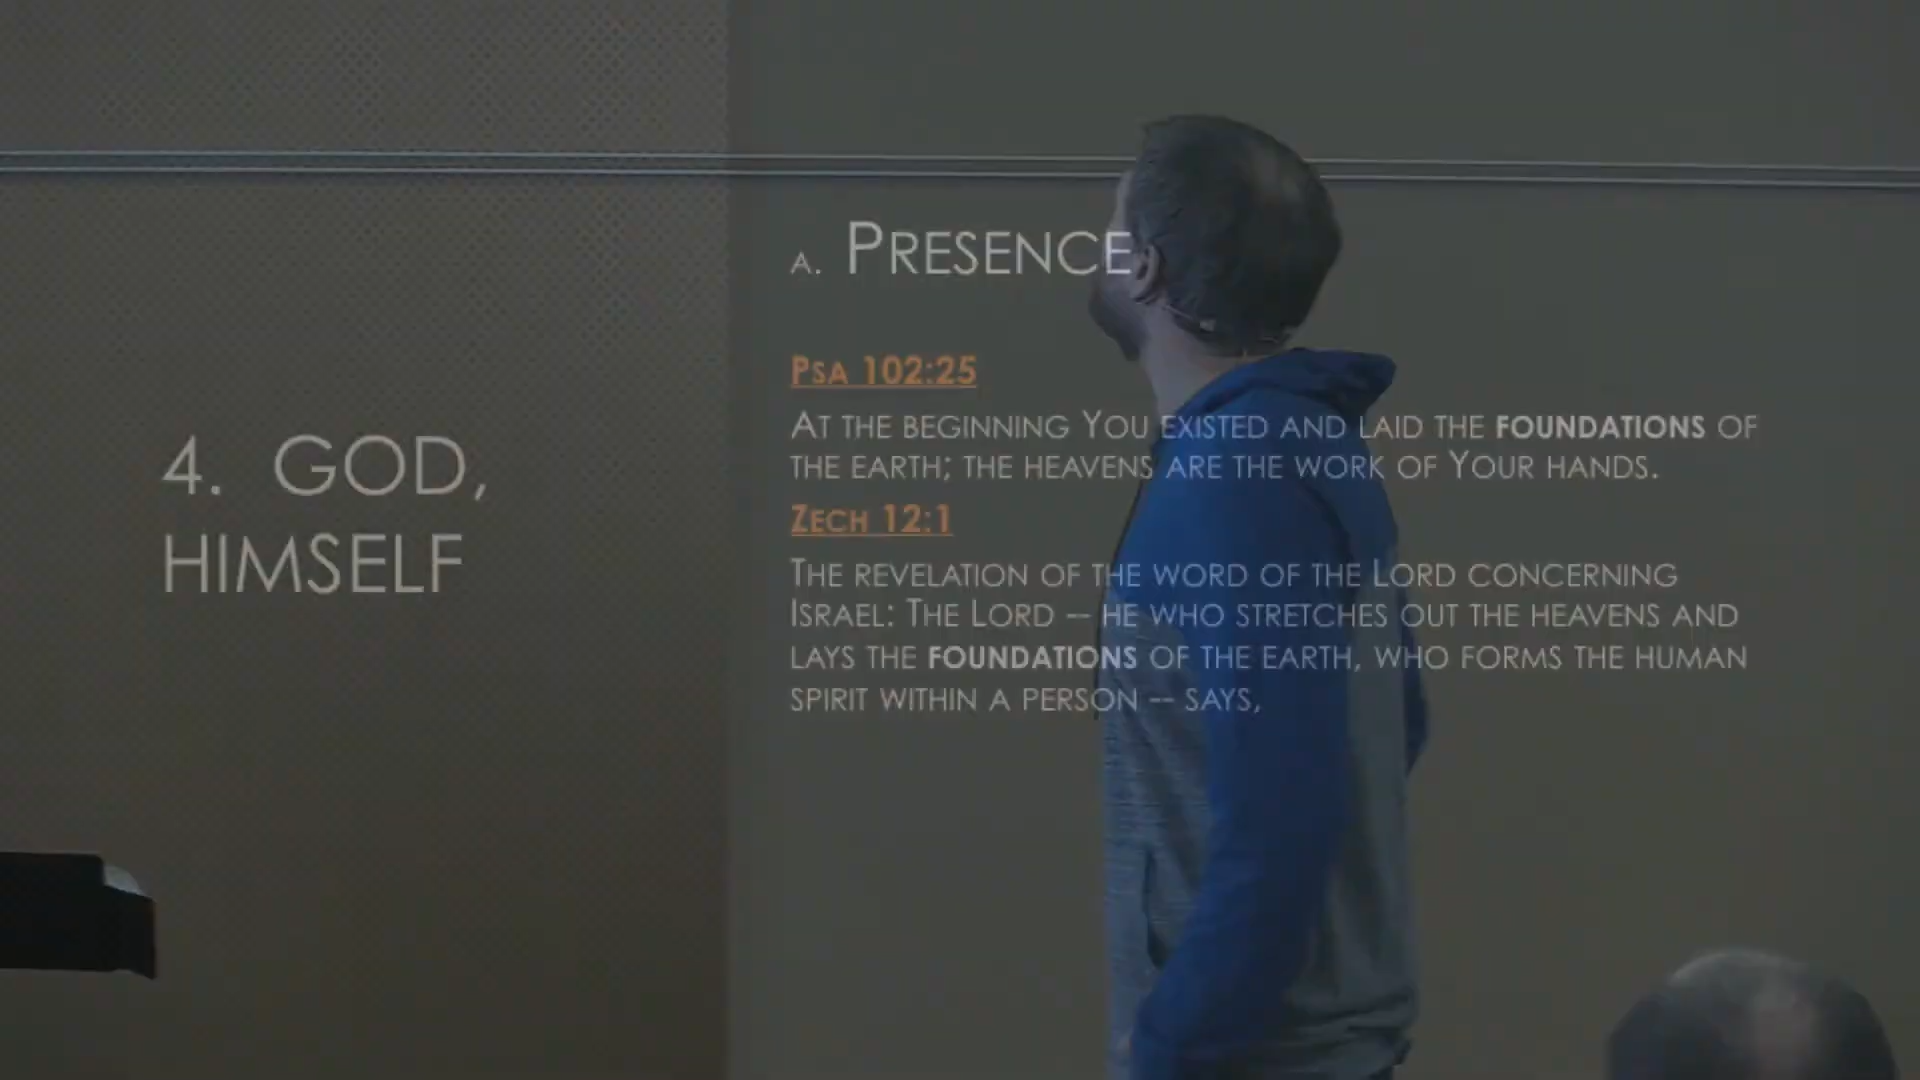 4. GOD,
HIMSELF
A. PRESENCE
PSA 102:25
AT THE BEGINNING YOU EXISTED AND LAID THE FOUNDATIONS OF
THE EARTH; THE HEAVENS ARE THE WORK OF YOUR HANDS.
ZECH 12:1
THE REVELATION OF THE WORD OF THE LORD CONCERNING
ISRAEL: THE LORD -- HE WHO STRETCHES OUT THE HEAVENS AND
LAYS THE FOUNDATIONS OF THE EARTH, WHO FORMS THE HUMAN
SPIRIT WITHIN A PERSON -- SAYS,